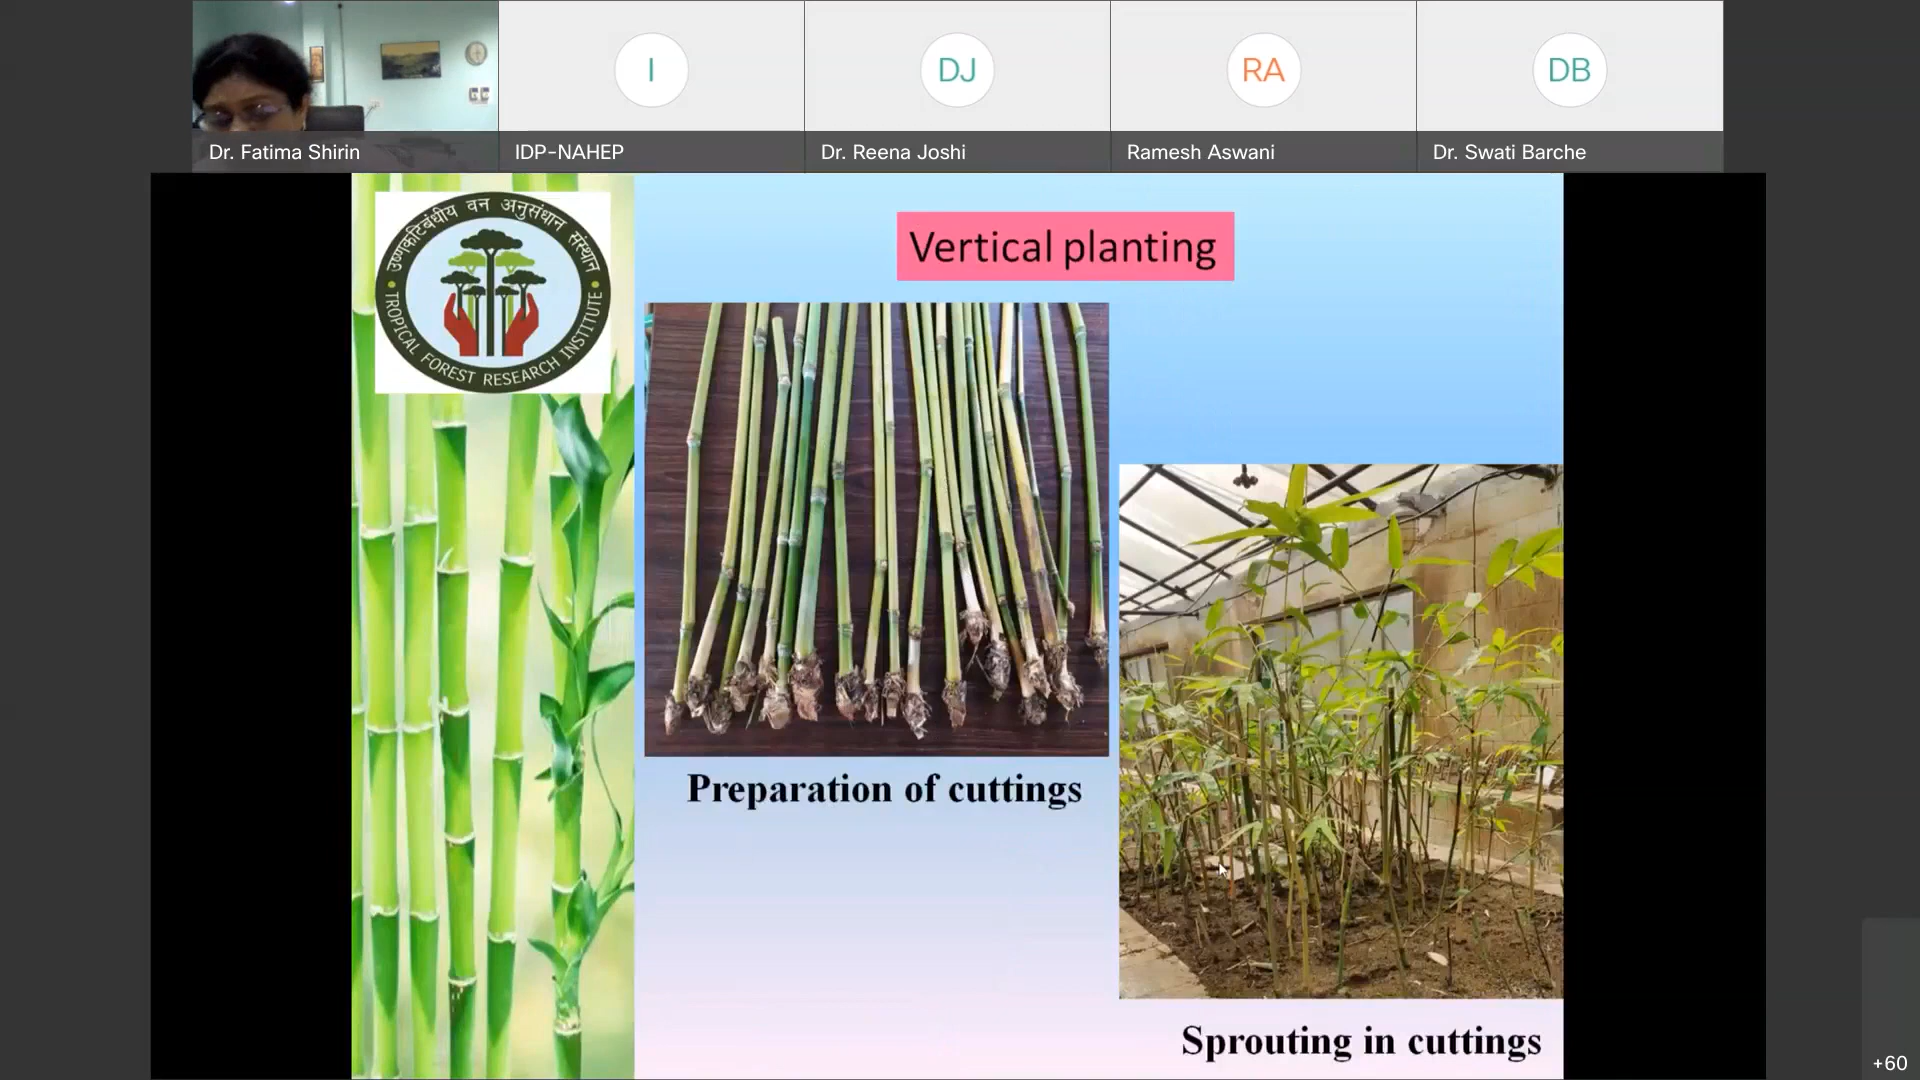 I
DJ
RA
DB
Dr. Fatima Shirin
IDP-NAHEP
Dr. Reena Joshi
Ramesh Aswani
Dr. Swati Barche
उष्णकटिबंधीय वन अनुसंधान संस्थान
TROPICAL FOREST RESEARCH INSTITUTE
Vertical planting
Preparation of cuttings
Sprouting in cuttings
+60